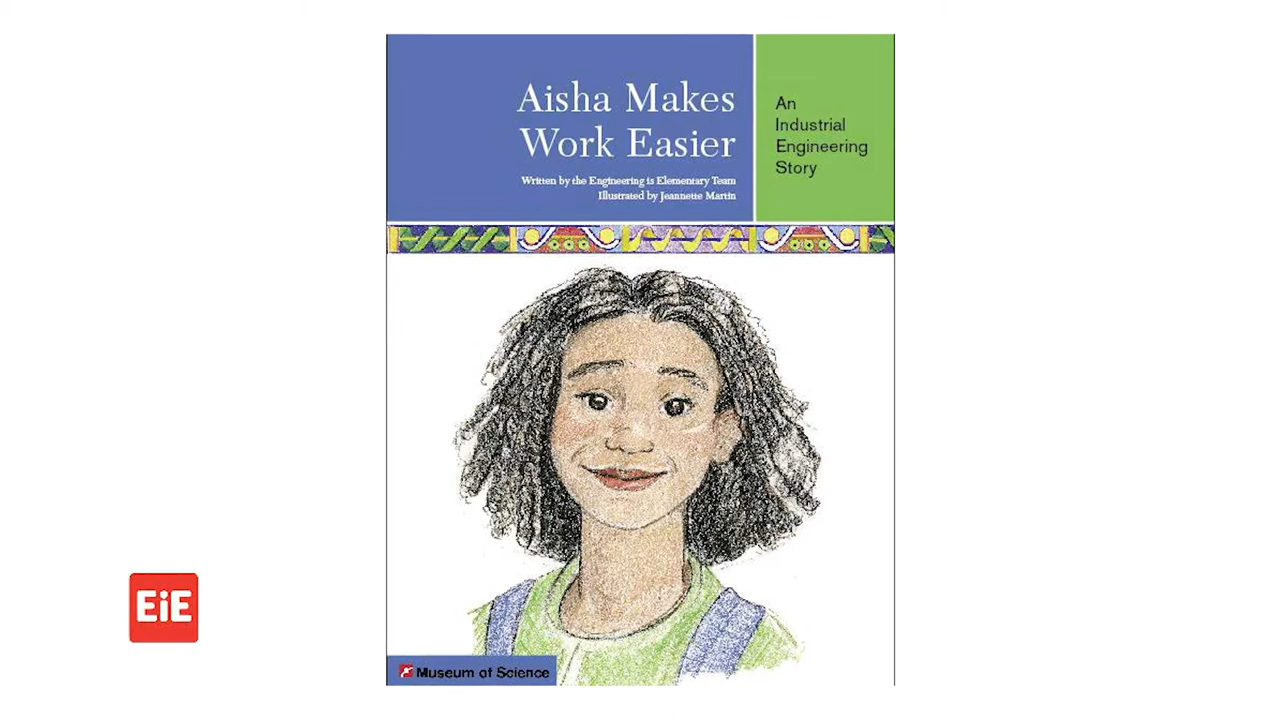 Aisha Makes
Work Easier
Written by the Engineering is Elementary Team
Illustrated by Jeannette Martin
An
Industrial
Engineering
Story
EiE
Museum of Science